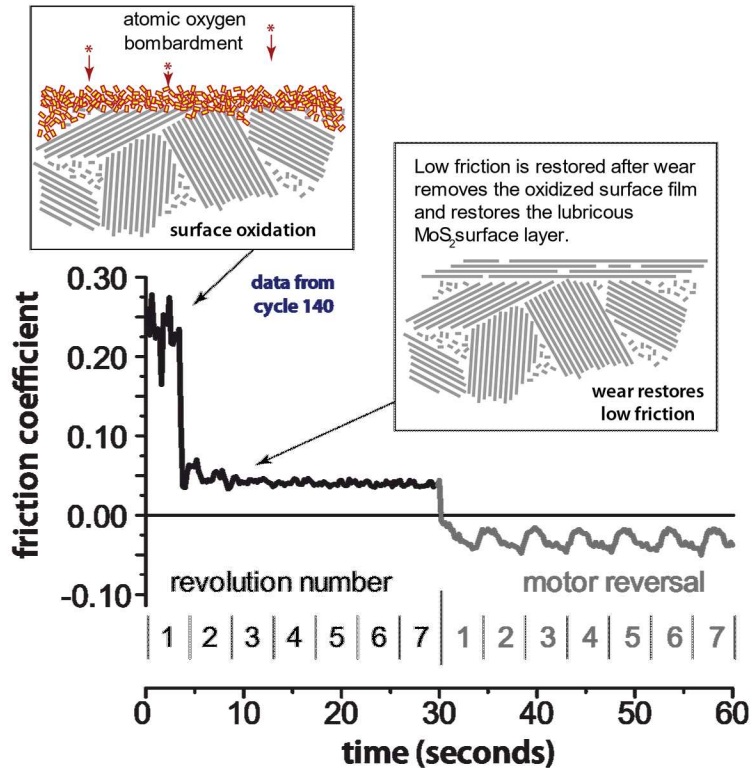 atomic oxygen
bombardment
* * *
surface oxidation
Low friction is restored after wear
removes the oxidized surface film
and restores the lubricous
MoS2surface layer.
wear restores
low friction
data from
cycle 140
friction coefficient
0.30
0.20
0.10
0.00
-0.10
revolution number motor reversal
1 2 3 4 5 6 7 1 2 3 4 5 6 7
0 10 20 30 40 50 60
time (seconds)